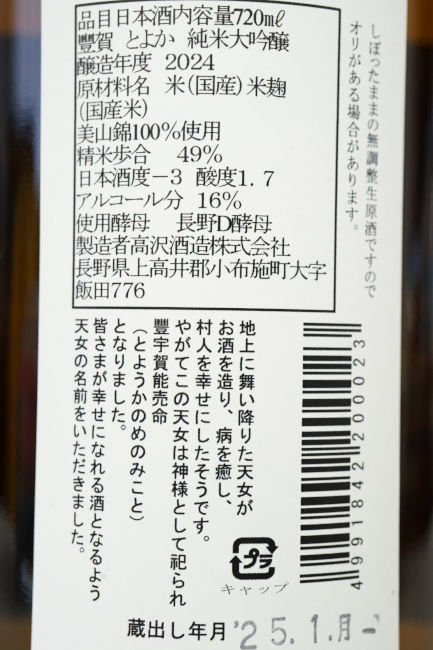 品目日本酒内容量720㎖
豐賀 とよか 純米大吟醸
醸造年度 2024
原材料名 米(国産)米麹
(国産米)
美山錦100%使用
精米歩合 49%
日本酒度−3 酸度1.7
アルコール分 16%
使用酵母 長野D酵母
製造者高沢酒造株式会社
長野県上高井郡小布施町大字
飯田776
しぼったままの無調整生原酒ですので
オリがある場合があります。
地上に舞い降りた天女が
お酒を造り、病を癒し、
村人を幸せにしたそうです。
やがてこの天女は神様として祀られ
豐宇賀能売命
(とようかのめのみこと)
となりました。
皆さまが幸せになれる酒となるよう
天女の名前をいただきました。
4991842200023
プラ
キャップ
蔵出し年月 '25.1.月−